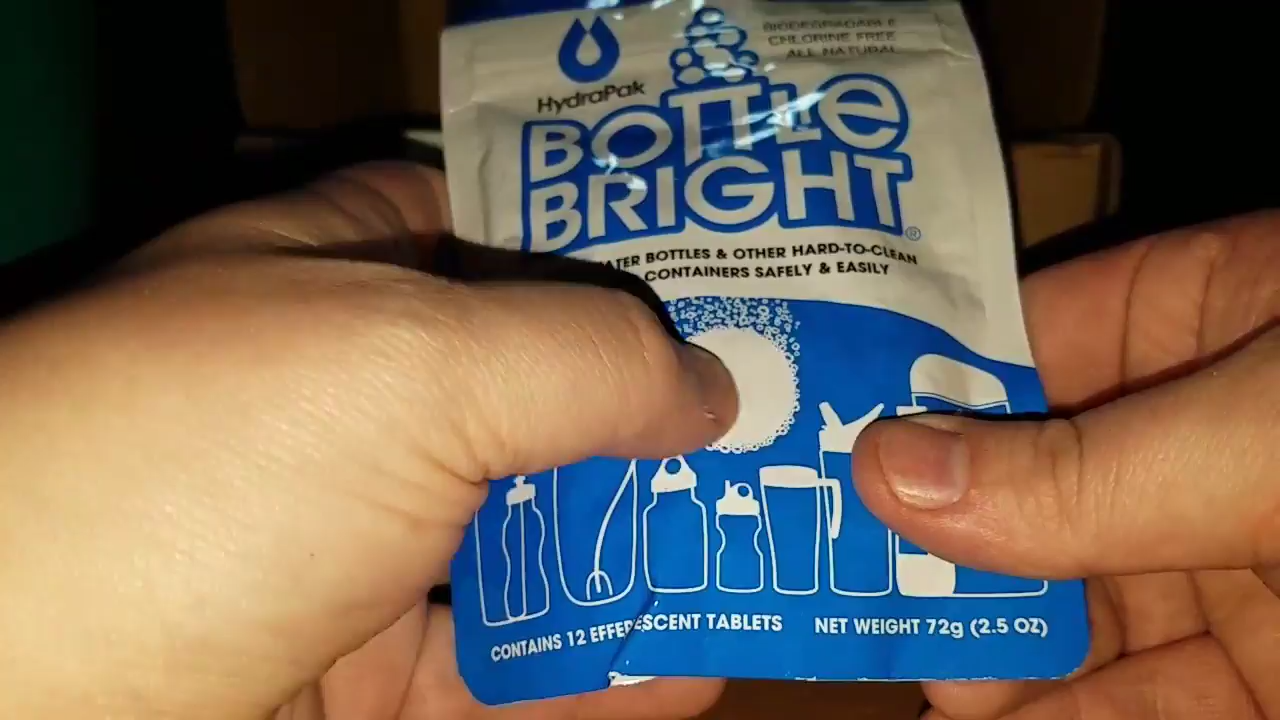 BIODEGRADABLE
CHLORINE FREE
ALL NATURAL
HydraPak
BOTTLE
BRIGHT®
BOTTLES & OTHER HARD-TO-CLEAN
CONTAINERS SAFELY & EASILY
CONTAINS 12 EFFERESCENT TABLETS
NET WEIGHT 72g (2.5 OZ)